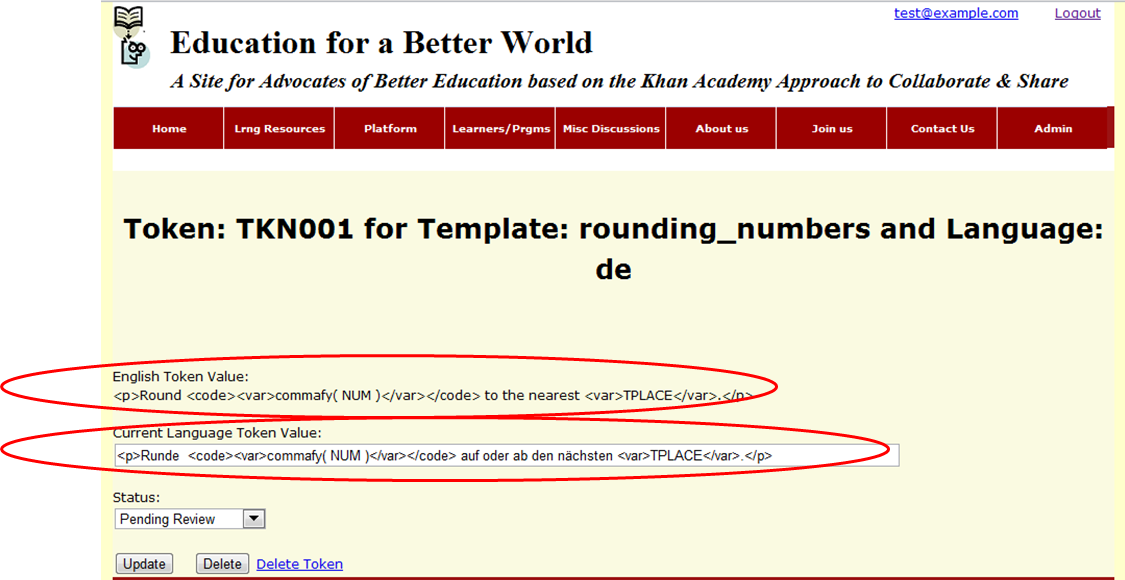 test@example.com Logout
Education for a Better World
A Site for Advocates of Better Education based on the Khan Academy Approach to Collaborate & Share
Home Lrng Resources Platform Learners/Prgms Misc Discussions About us Join us Contact Us Admin
Token: TKN001 for Template: rounding_numbers and Language:
de
English Token Value:
<p>Round <code><var>commafy( NUM )</var></code> to the nearest <var>TPLACE</var>.</p>
Current Language Token Value:
<p>Runde  <code><var>commafy( NUM )</var></code> auf oder ab den nächsten <var>TPLACE</var>.</p>
Status:
Pending Review
Update Delete Delete Token